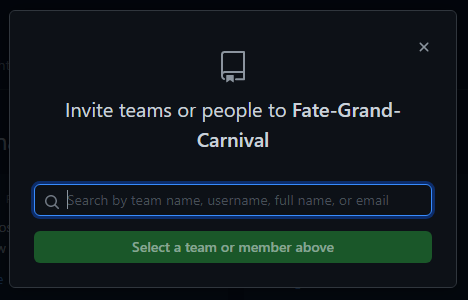 Invite teams or people to Fate-Grand-
Carnival
Search by team name, username, full name, or email
Select a team or member above